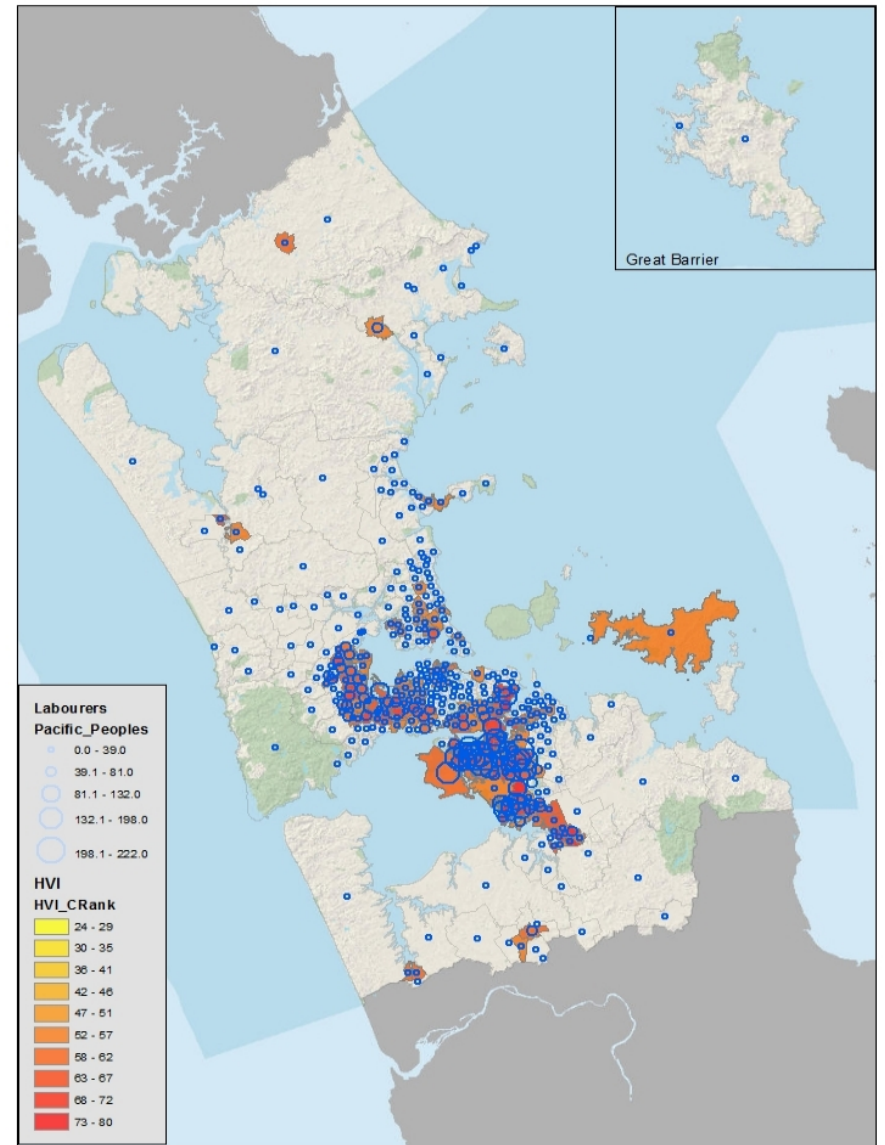 Great Barrier
Labourers
Pacific_Peoples
0.0 - 39.0
39.1 - 81.0
81.1 - 132.0
132.1 - 198.0
198.1 - 222.0
HVI
HVI_CRank
24 - 29
30 - 35
36 - 41
42 - 46
47 - 51
52 - 57
58 - 62
63 - 67
68 - 72
73 - 80